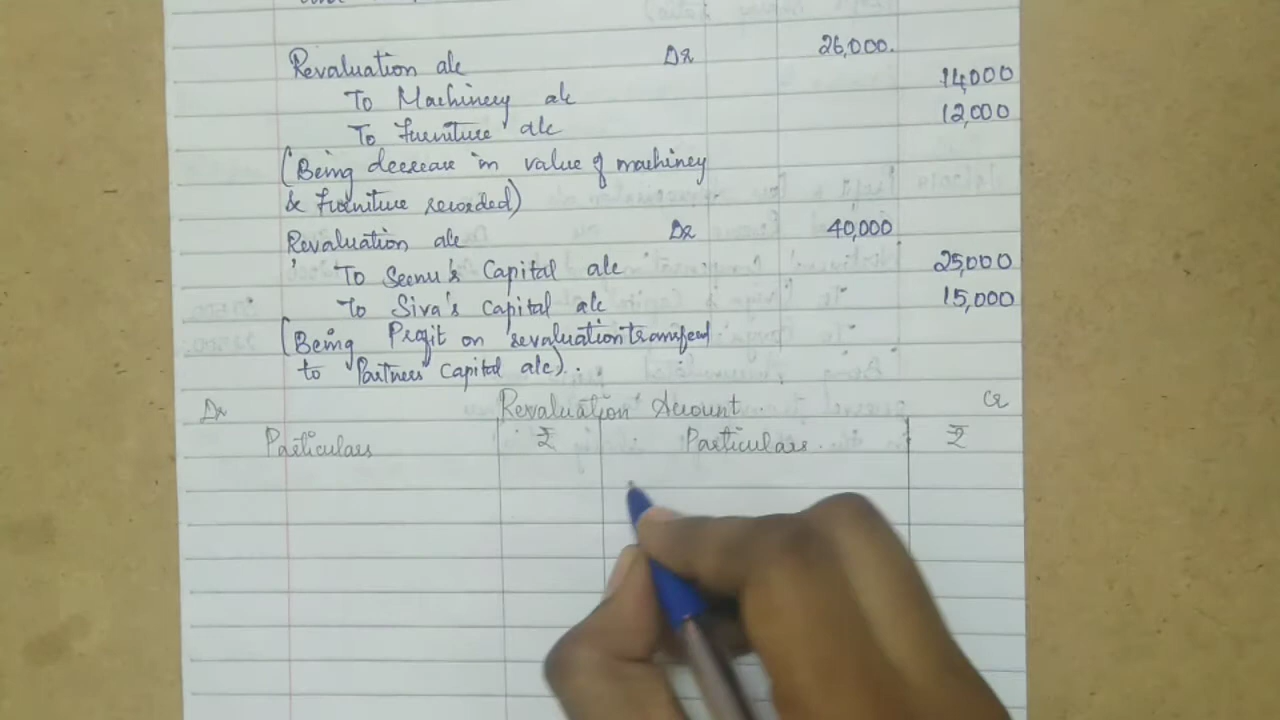 Revaluation a/c Dr 26,000.
To Machinery a/c 14,000
To Furniture a/c 12,000
(Being decrease in value of machiney
& Furniture recorded)
Revaluation a/c Dr 40,000
To Seenu's Capital a/c 25,000
To Siva's Capital a/c 15,000
(Being Profit on revaluation transfered
to Partners' Capital a/c).
Dr Revaluation Account. Cr
Particulars ₹ Particulars. ₹